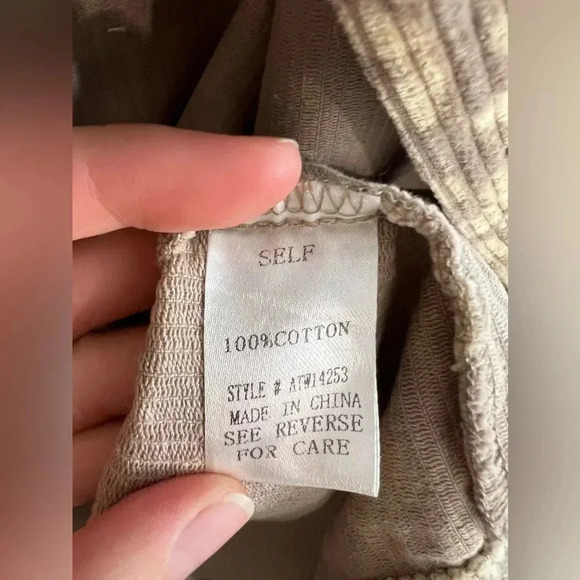 SELF
100%COTTON
STYLE # ATW14253
MADE IN CHINA
SEE REVERSE
FOR CARE